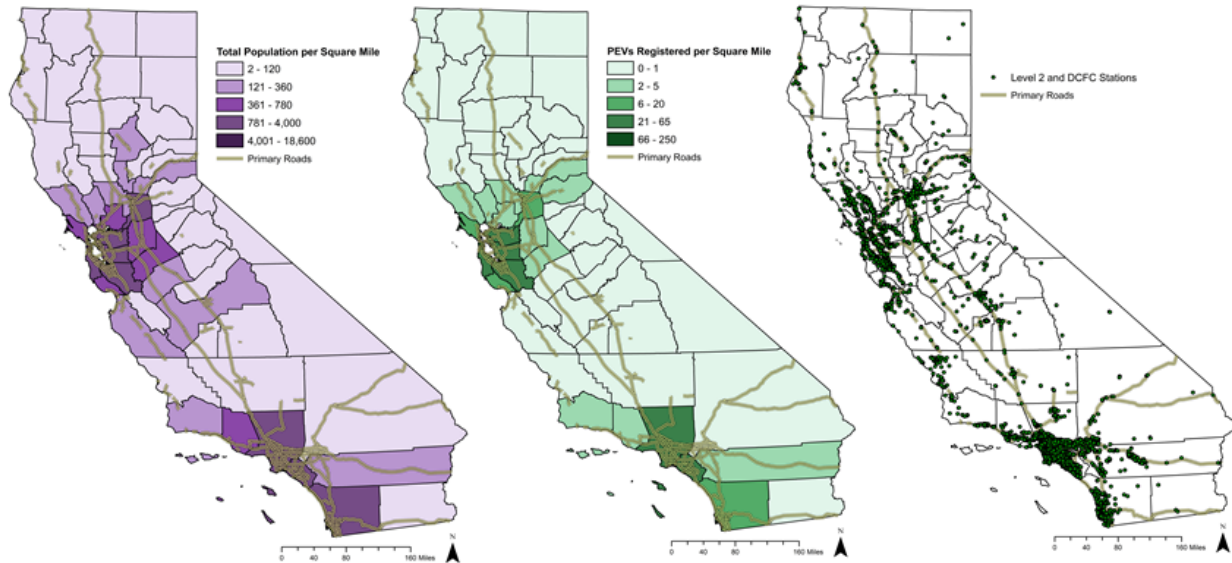 Total Population per Square Mile
2 - 120
121 - 360
361 - 780
781 - 4,000
4,001 - 18,600
Primary Roads
N
0 40 80 160 Miles
PEVs Registered per Square Mile
0 - 1
2 - 5
6 - 20
21 - 65
66 - 250
Primary Roads
N
0 40 80 160 Miles
Level 2 and DCFC Stations
Primary Roads
N
0 40 80 160 Miles